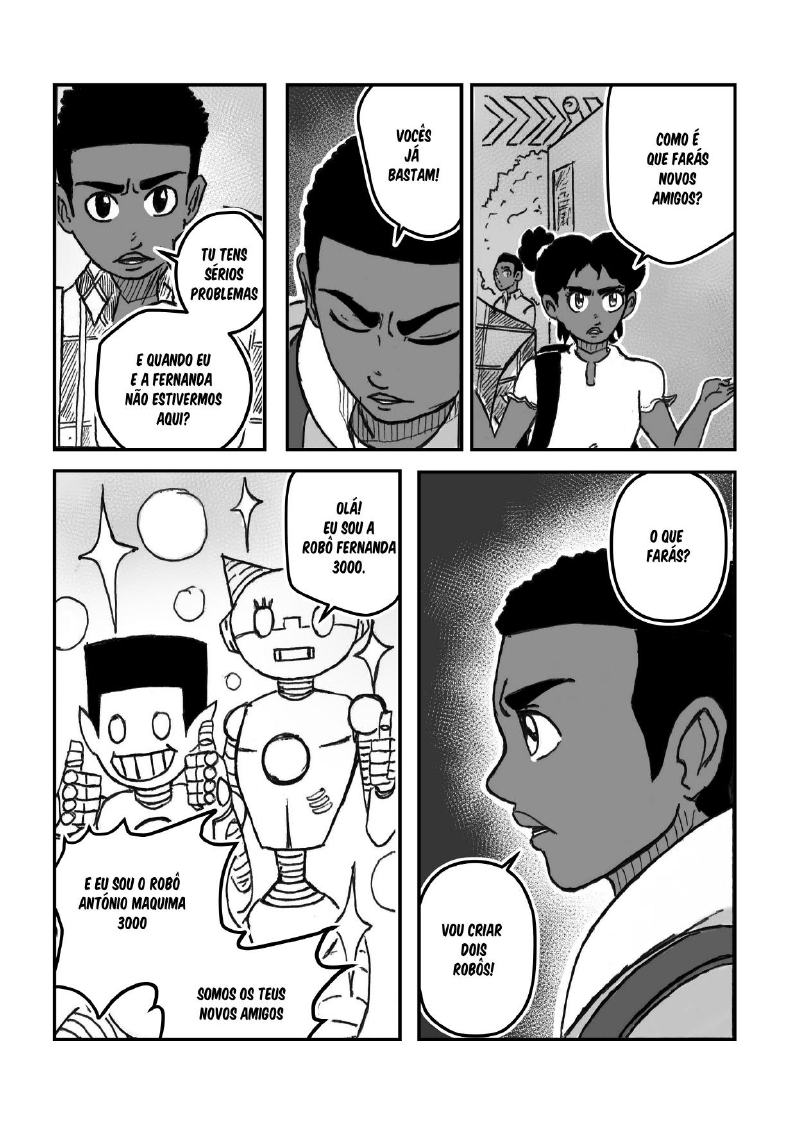 COMO É
QUE FARÁS
NOVOS
AMIGOS?
VOCÊS
JÁ
BASTAM!
TU TENS
SÉRIOS
PROBLEMAS
E QUANDO EU
E A FERNANDA
NÃO ESTIVERMOS
AQUI?
O QUE
FARÁS?
VOU CRIAR
DOIS
ROBÔS!
OLÁ!
EU SOU A
ROBÔ FERNANDA
3000.
E EU SOU O ROBÔ
ANTÓNIO MAQUIMA
3000
SOMOS OS TEUS
NOVOS AMIGOS